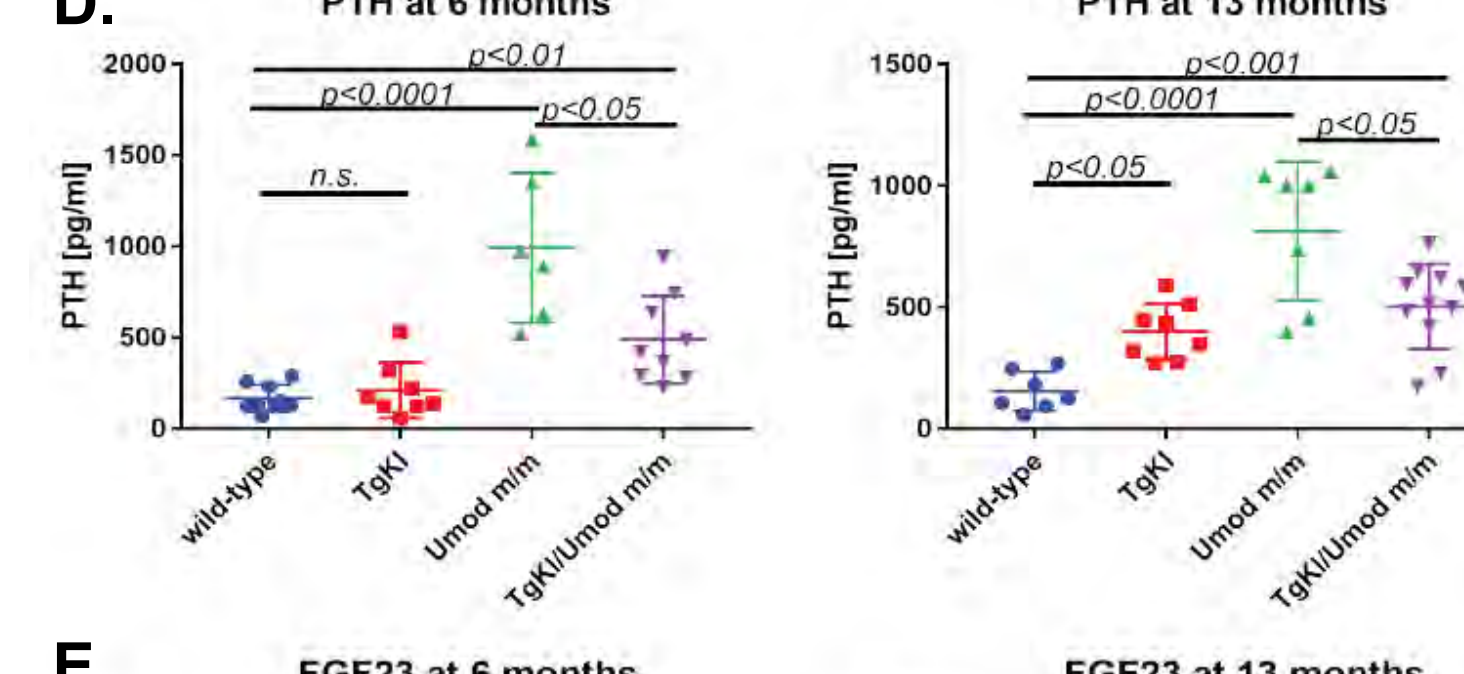 D.
PTH at 6 months
2000
1500
1000
500
0
PTH [pg/ml]
p<0.01
p<0.0001
p<0.05
n.s.
wild-type
TgKI
Umod m/m
TgKI/Umod m/m
PTH at 13 months
1500
1000
500
0
PTH [pg/ml]
p<0.001
p<0.0001
p<0.05
p<0.05
wild-type
TgKI
Umod m/m
TgKI/Umod m/m
E
FGF23 at 6 months
FGF23 at 13 months